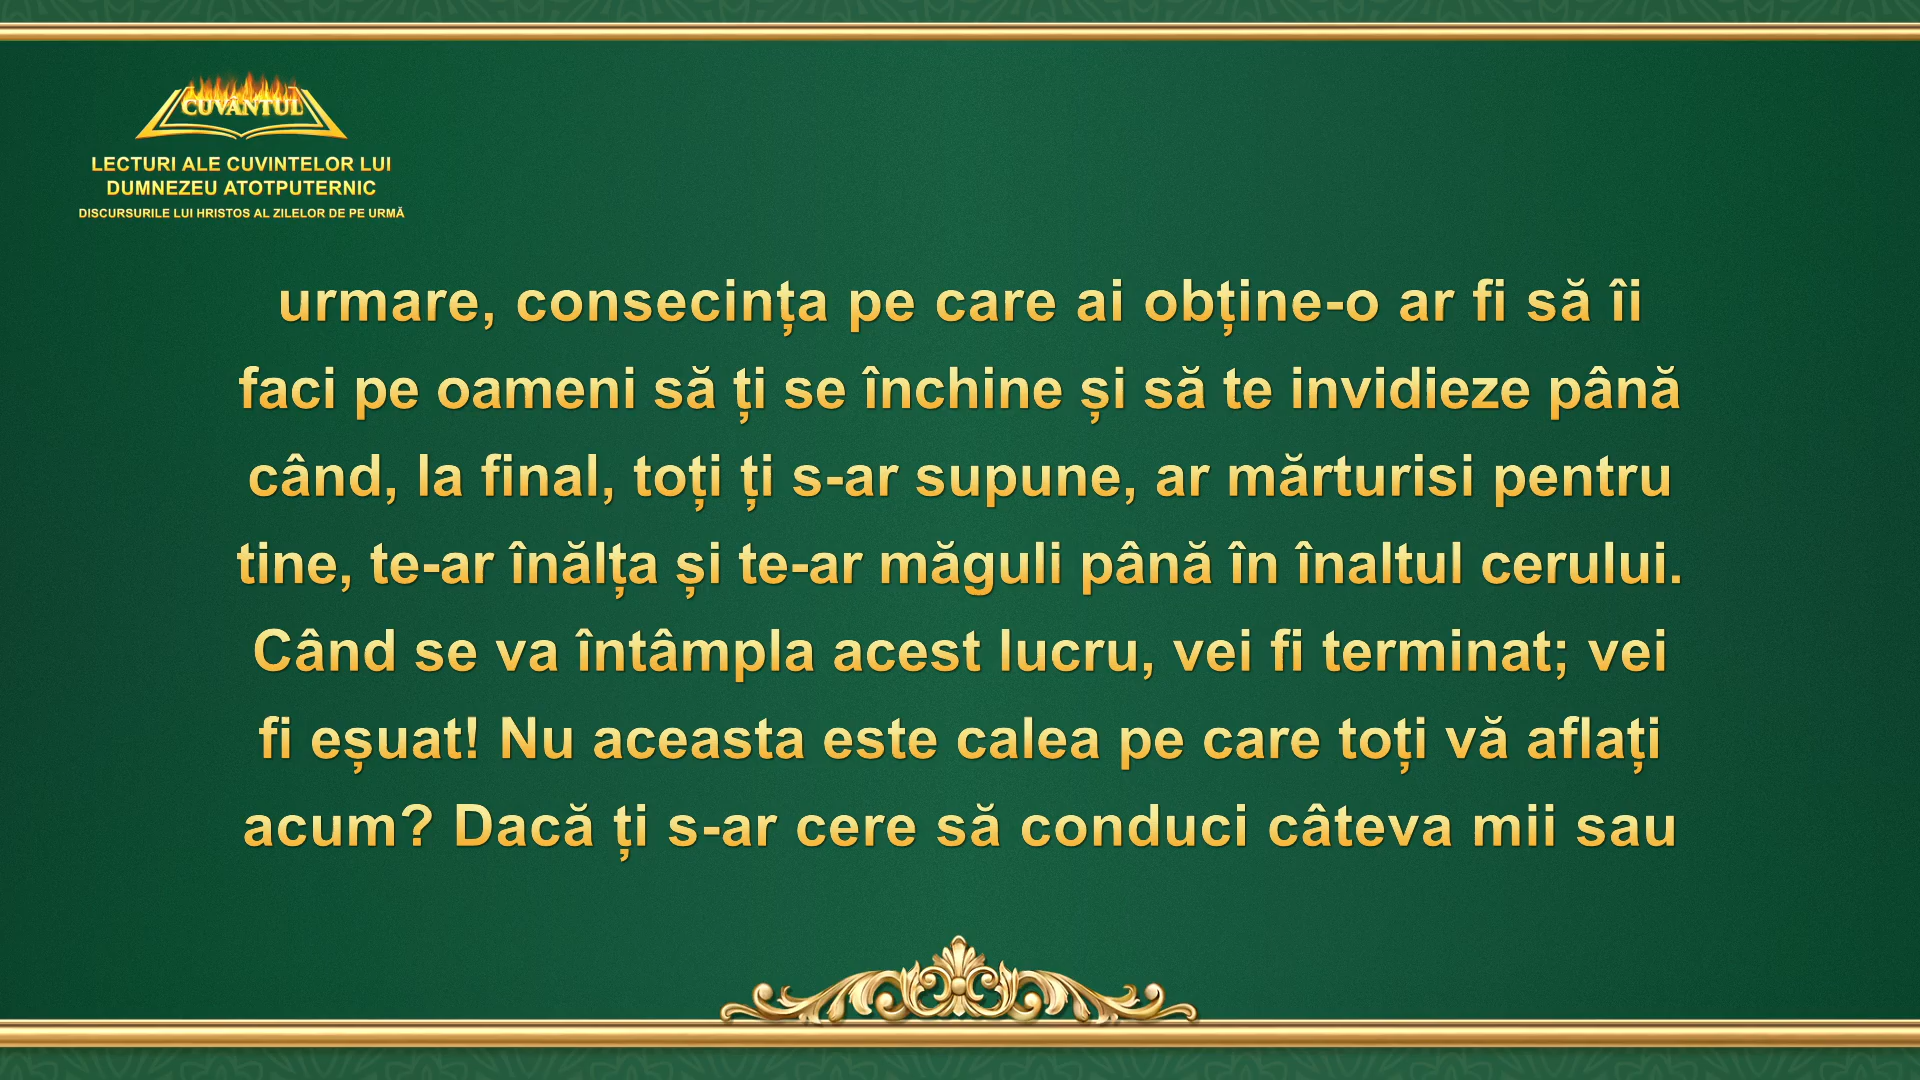 CUVÂNTUL
LECTURI ALE CUVINTELOR LUI
DUMNEZEU ATOTPUTERNIC
DISCURSURILE LUI HRISTOS AL ZILELOR DE PE URMĂ
urmare, consecința pe care ai obține-o ar fi să îi
faci pe oameni să ți se închine și să te invidieze până
când, la final, toți ți s-ar supune, ar mărturisi pentru
tine, te-ar înălța și te-ar măguli până în înaltul cerului.
Când se va întâmpla acest lucru, vei fi terminat; vei
fi eșuat! Nu aceasta este calea pe care toți vă aflați
acum? Dacă ți s-ar cere să conduci câteva mii sau